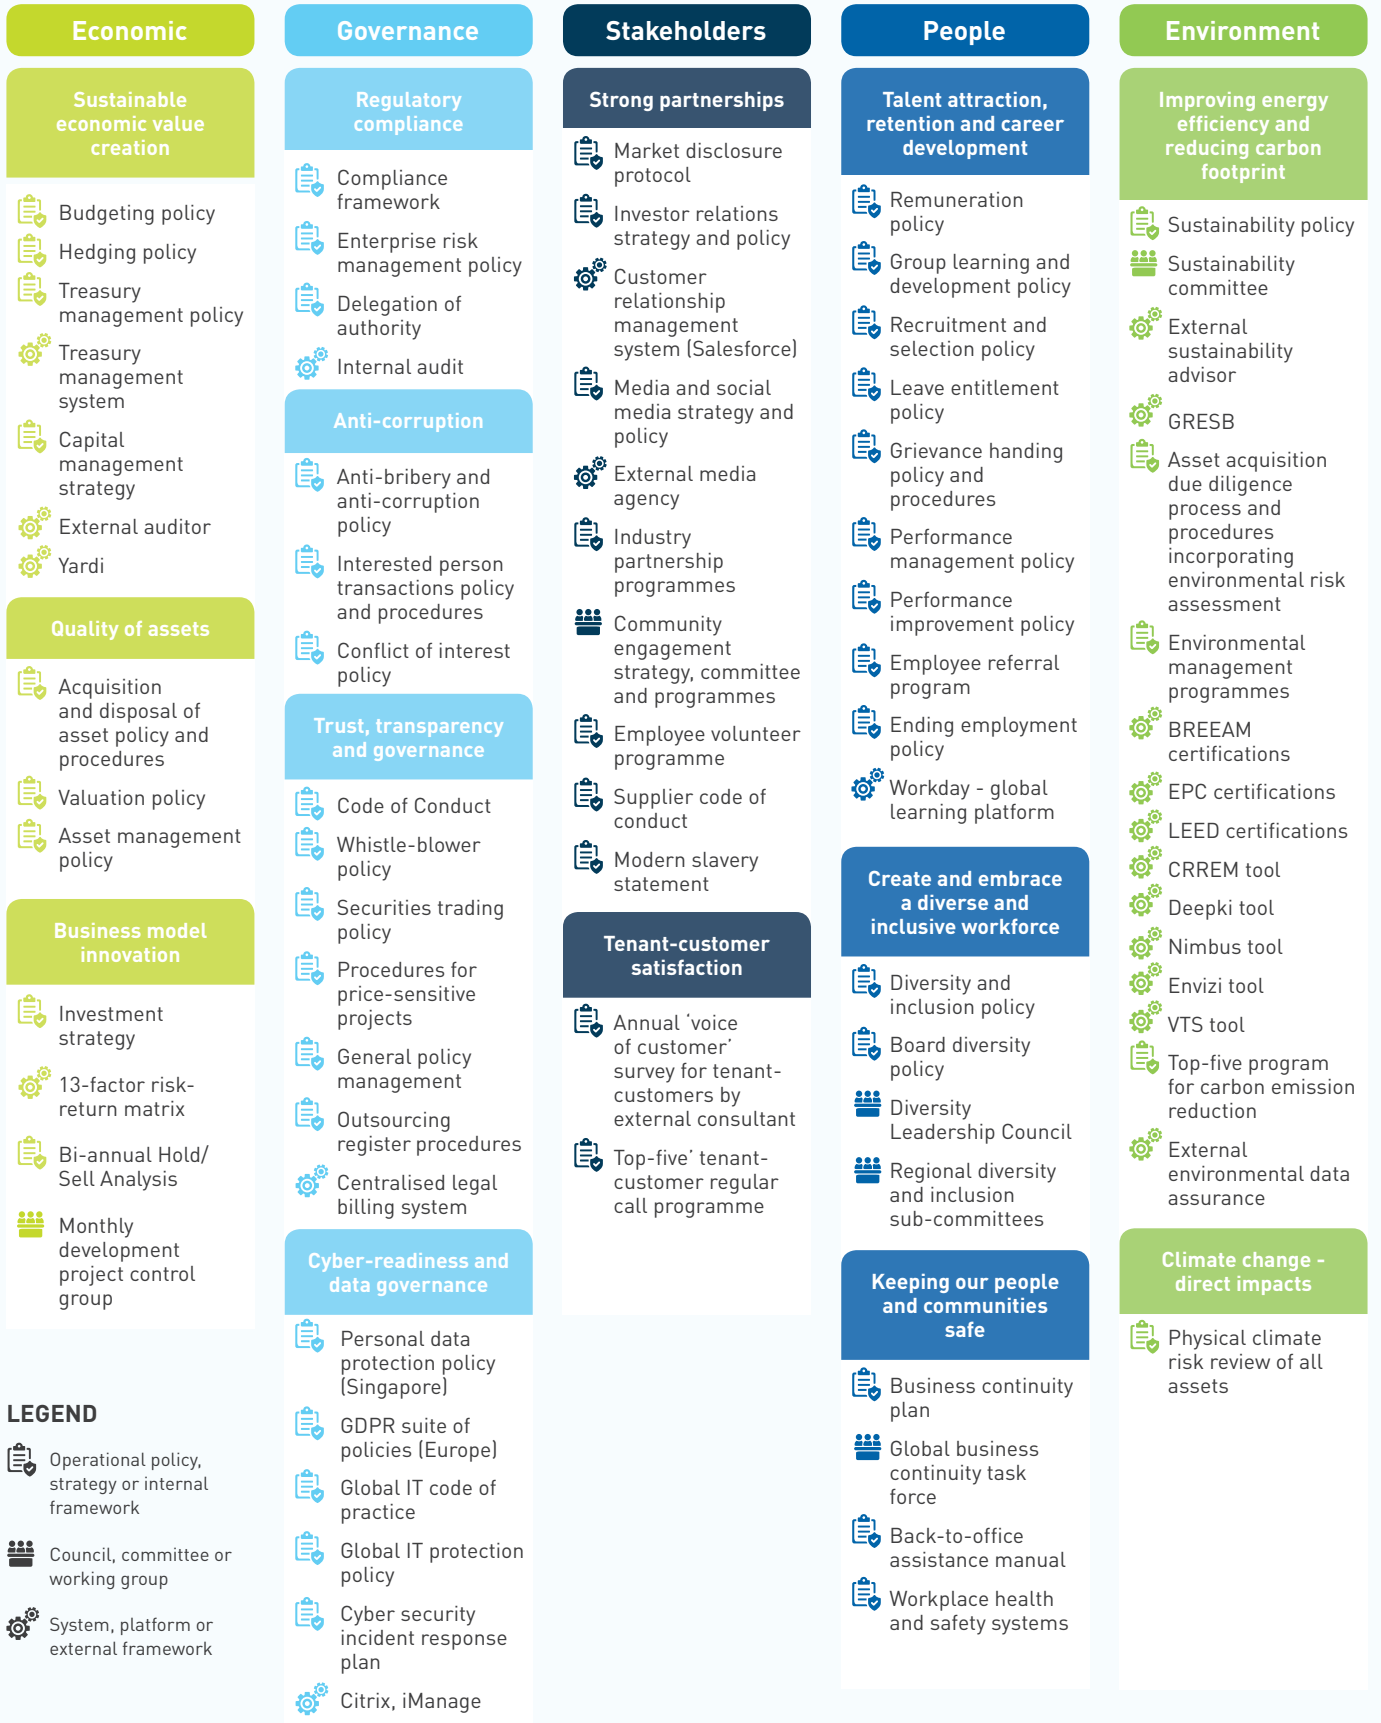 Economic
Sustainable
economic value
creation
Budgeting policy
Hedging policy
Treasury
management policy
Treasury
management
system
Capital
management
strategy
External auditor
Yardi
Quality of assets
Acquisition
and disposal of
asset policy and
procedures
Valuation policy
Asset management
policy
Business model
innovation
Investment
strategy
13-factor risk-
return matrix
Bi-annual Hold/
Sell Analysis
Monthly
development
project control
group
LEGEND
Operational policy,
strategy or internal
framework
Council, committee or
working group
System, platform or
external framework
Governance
Regulatory
compliance
Compliance
framework
Enterprise risk
management policy
Delegation of
authority
Internal audit
Anti-corruption
Anti-bribery and
anti-corruption
policy
Interested person
transactions policy
and procedures
Conflict of interest
policy
Trust, transparency
and governance
Code of Conduct
Whistle-blower
policy
Securities trading
policy
Procedures for
price-sensitive
projects
General policy
management
Outsourcing
register procedures
Centralised legal
billing system
Cyber-readiness and
data governance
Personal data
protection policy
(Singapore)
GDPR suite of
policies (Europe)
Global IT code of
practice
Global IT protection
policy
Cyber security
incident response
plan
Citrix, iManage
Stakeholders
Strong partnerships
Market disclosure
protocol
Investor relations
strategy and policy
Customer
relationship
management
system (Salesforce)
Media and social
media strategy and
policy
External media
agency
Industry
partnership
programmes
Community
engagement
strategy, committee
and programmes
Employee volunteer
programme
Supplier code of
conduct
Modern slavery
statement
Tenant-customer
satisfaction
Annual ‘voice
of customer’
survey for tenant-
customers by
external consultant
Top-five’ tenant-
customer regular
call programme
People
Talent attraction,
retention and career
development
Remuneration
policy
Group learning and
development policy
Recruitment and
selection policy
Leave entitlement
policy
Grievance handing
policy and
procedures
Performance
management policy
Performance
improvement policy
Employee referral
program
Ending employment
policy
Workday - global
learning platform
Create and embrace
a diverse and
inclusive workforce
Diversity and
inclusion policy
Board diversity
policy
Diversity
Leadership Council
Regional diversity
and inclusion
sub-committees
Keeping our people
and communities
safe
Business continuity
plan
Global business
continuity task
force
Back-to-office
assistance manual
Workplace health
and safety systems
Environment
Improving energy
efficiency and
reducing carbon
footprint
Sustainability policy
Sustainability
committee
External
sustainability
advisor
GRESB
Asset acquisition
due diligence
process and
procedures
incorporating
environmental risk
assessment
Environmental
management
programmes
BREEAM
certifications
EPC certifications
LEED certifications
CRREM tool
Deepki tool
Nimbus tool
Envizi tool
VTS tool
Top-five program
for carbon emission
reduction
External
environmental data
assurance
Climate change -
direct impacts
Physical climate
risk review of all
assets